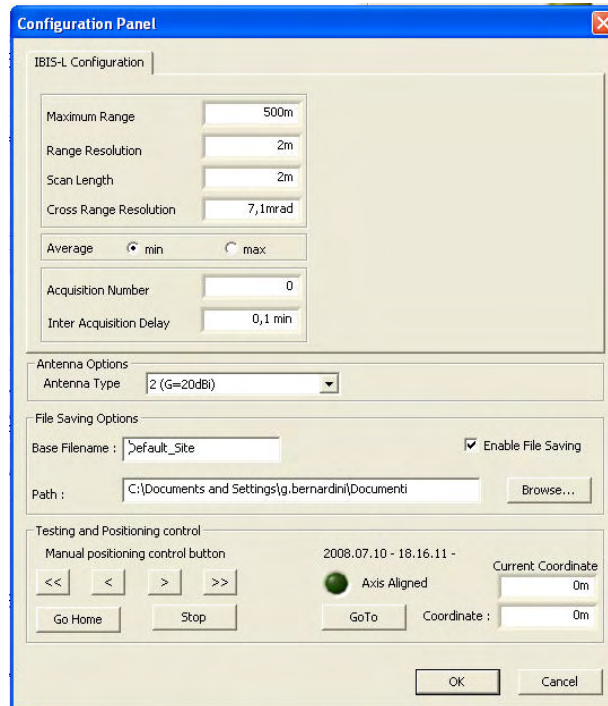 Configuration Panel
IBIS-L Configuration
Maximum Range 500m
Range Resolution 2m
Scan Length 2m
Cross Range Resolution 7,1mrad
Average min max
Acquisition Number 0
Inter Acquisition Delay 0,1 min
Antenna Options
Antenna Type 2 (G=20dBi)
File Saving Options
Base Filename : Default_Site Enable File Saving
Path : C:\Documents and Settings\g.bernardini\Documenti Browse...
Testing and Positioning control
Manual positioning control button 2008.07.10 - 18.16.11 -
Current Coordinate
<< < > >> Axis Aligned 0m
Go Home Stop GoTo Coordinate : 0m
OK Cancel